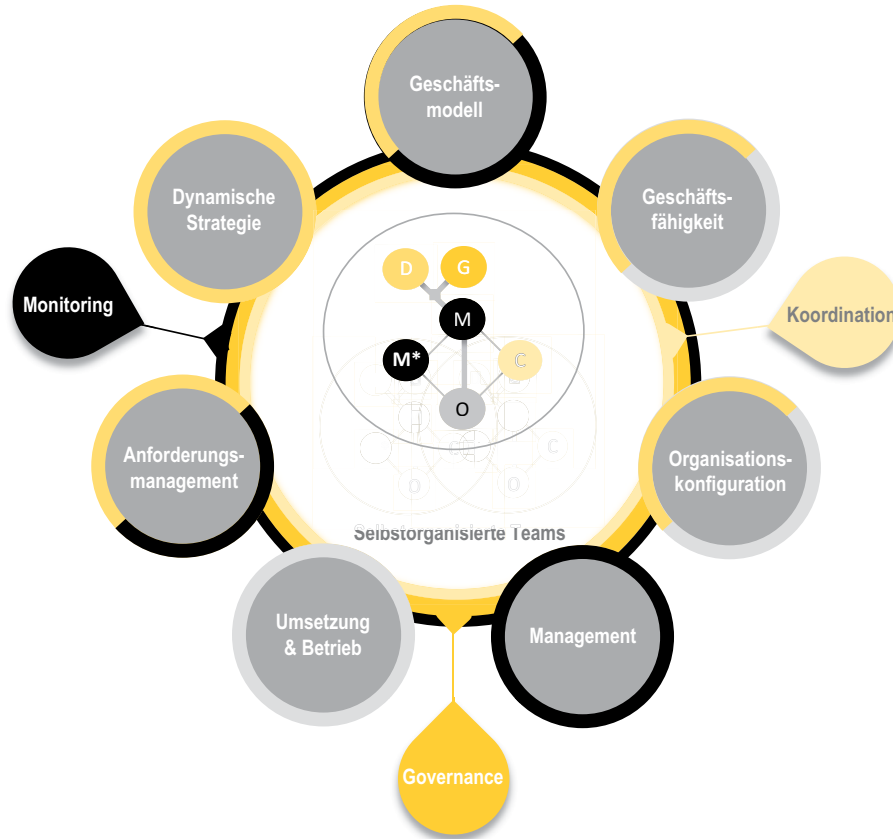 Geschäfts-
modell
Dynamische
Strategie
Geschäfts-
fähigkeit
D
G
Monitoring
M
Koordination
M*
C
O
Anforderungs-
management
Organisations-
konfiguration
C
O
O
Selbstorganisierte Teams
Umsetzung
& Betrieb
Management
Governance